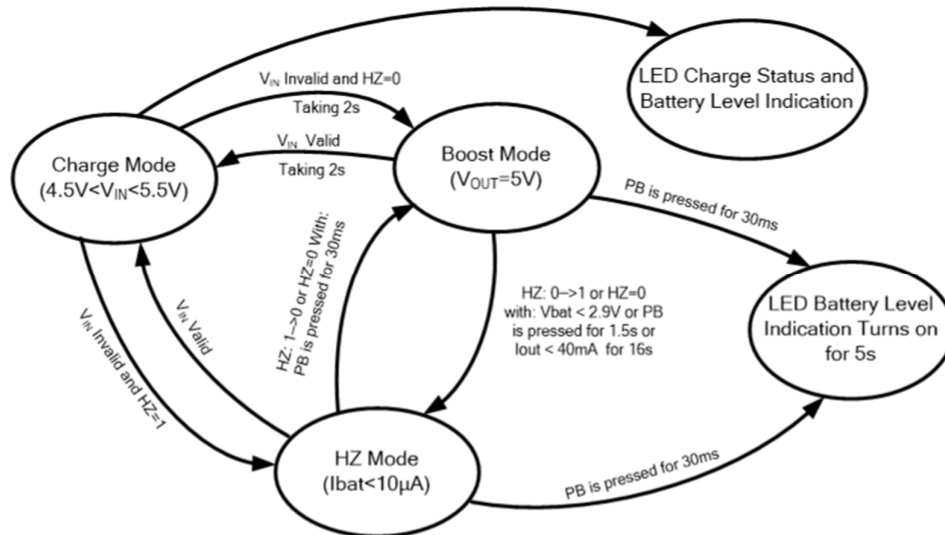 LED Charge Status and
Battery Level Indication
V_IN Invalid and HZ=0
Taking 2s
V_IN Valid
Taking 2s
Charge Mode
(4.5V<V_IN<5.5V)
Boost Mode
(V_OUT=5V)
PB is pressed for 30ms
HZ: 1-->0 or HZ=0 With:
PB is pressed for 30ms
HZ: 0-->1 or HZ=0
with: Vbat < 2.9V or PB
is pressed for 1.5s or
Iout < 40mA for 16s
LED Battery Level
Indication Turns on
for 5s
V_IN Invalid and HZ=1
V_IN Valid
HZ Mode
(Ibat<10µA)
PB is pressed for 30ms